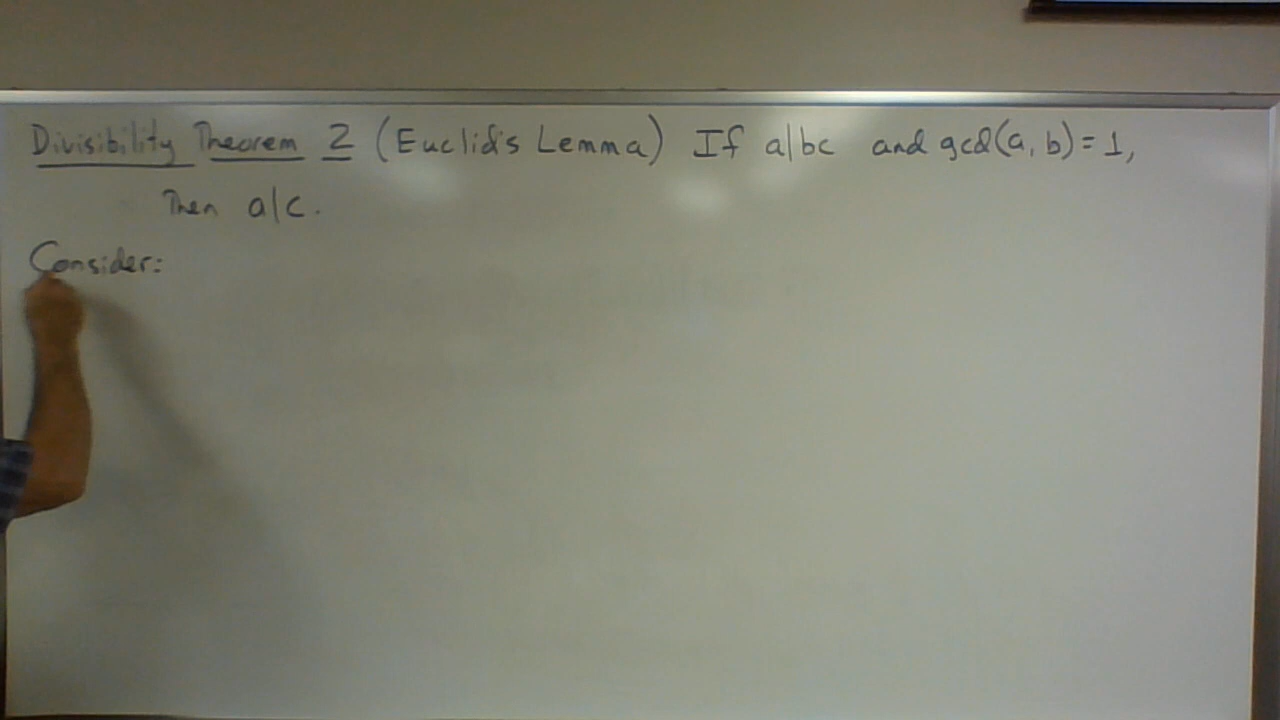 Divisibility Theorem 2 (Euclid's Lemma) If a|bc and gcd(a, b) = 1,
Then a|c.
Consider: